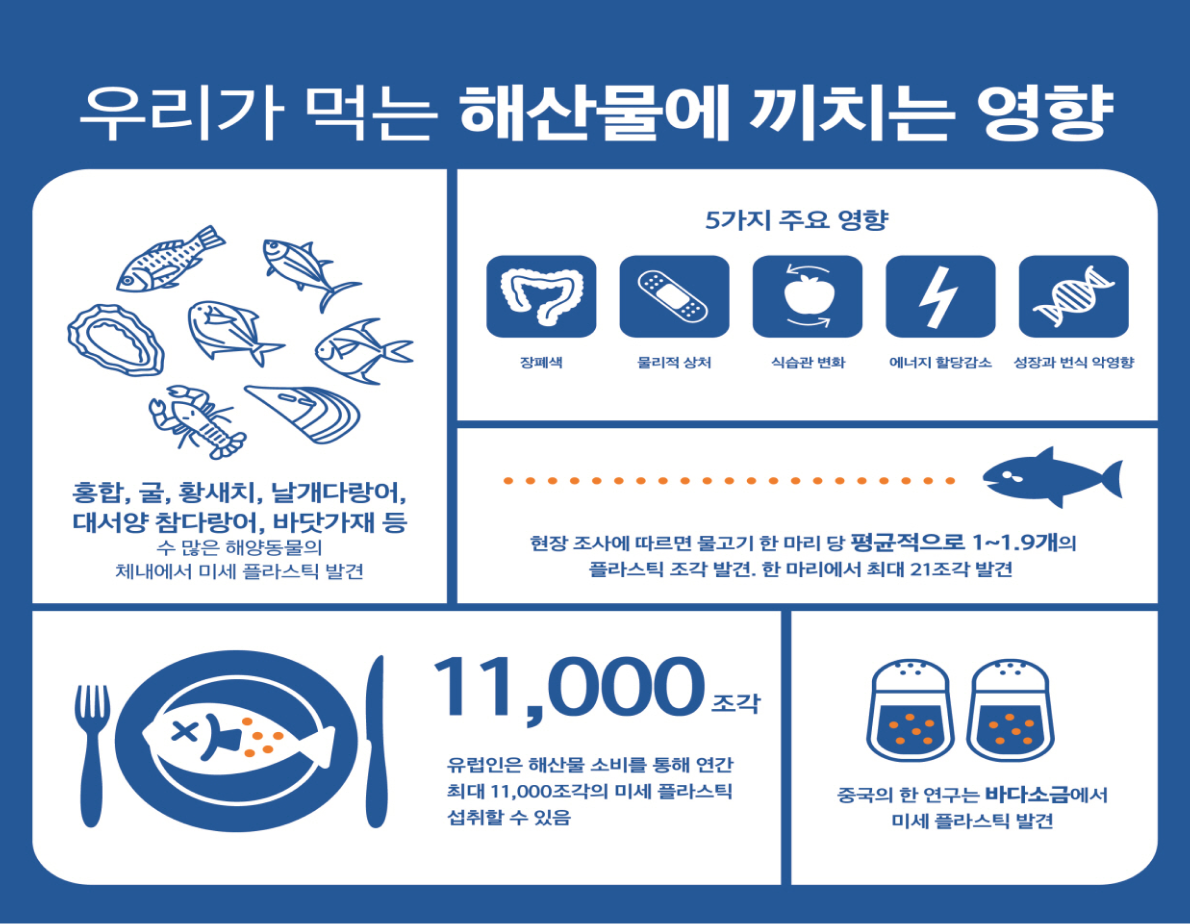 우리가 먹는 해산물에 끼치는 영향
홍합, 굴, 황새치, 날개다랑어,
대서양 참다랑어, 바닷가재 등
수 많은 해양동물의
체내에서 미세 플라스틱 발견
5가지 주요 영향
장폐색
물리적 상처
식습관 변화
에너지 할당감소
성장과 번식 악영향
현장 조사에 따르면 물고기 한 마리 당 평균적으로 1~1.9개의
플라스틱 조각 발견. 한 마리에서 최대 21조각 발견
11,000 조각
유럽인은 해산물 소비를 통해 연간
최대 11,000조각의 미세 플라스틱
섭취할 수 있음
중국의 한 연구는 바다소금에서
미세 플라스틱 발견